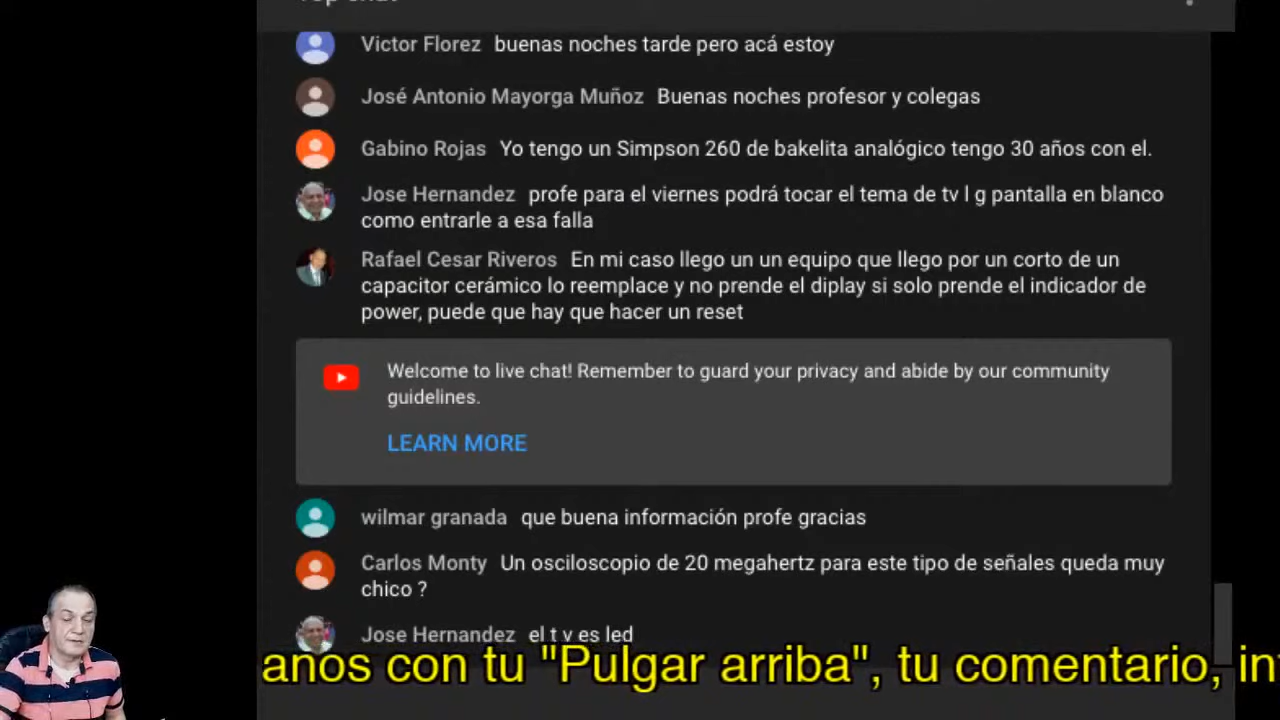 Victor Florez buenas noches tarde pero acá estoy
José Antonio Mayorga Muñoz Buenas noches profesor y colegas
Gabino Rojas Yo tengo un Simpson 260 de bakelita analógico tengo 30 años con el.
Jose Hernandez profe para el viernes podrá tocar el tema de tv l g pantalla en blanco
como entrarle a esa falla
Rafael Cesar Riveros En mi caso llego un un equipo que llego por un corto de un
capacitor cerámico lo reemplace y no prende el diplay si solo prende el indicador de
power, puede que hay que hacer un reset
Welcome to live chat! Remember to guard your privacy and abide by our community
guidelines.
LEARN MORE
wilmar granada que buena información profe gracias
Carlos Monty Un osciloscopio de 20 megahertz para este tipo de señales queda muy
chico ?
Jose Hernandez el t v es led
anos con tu "Pulgar arriba", tu comentario,